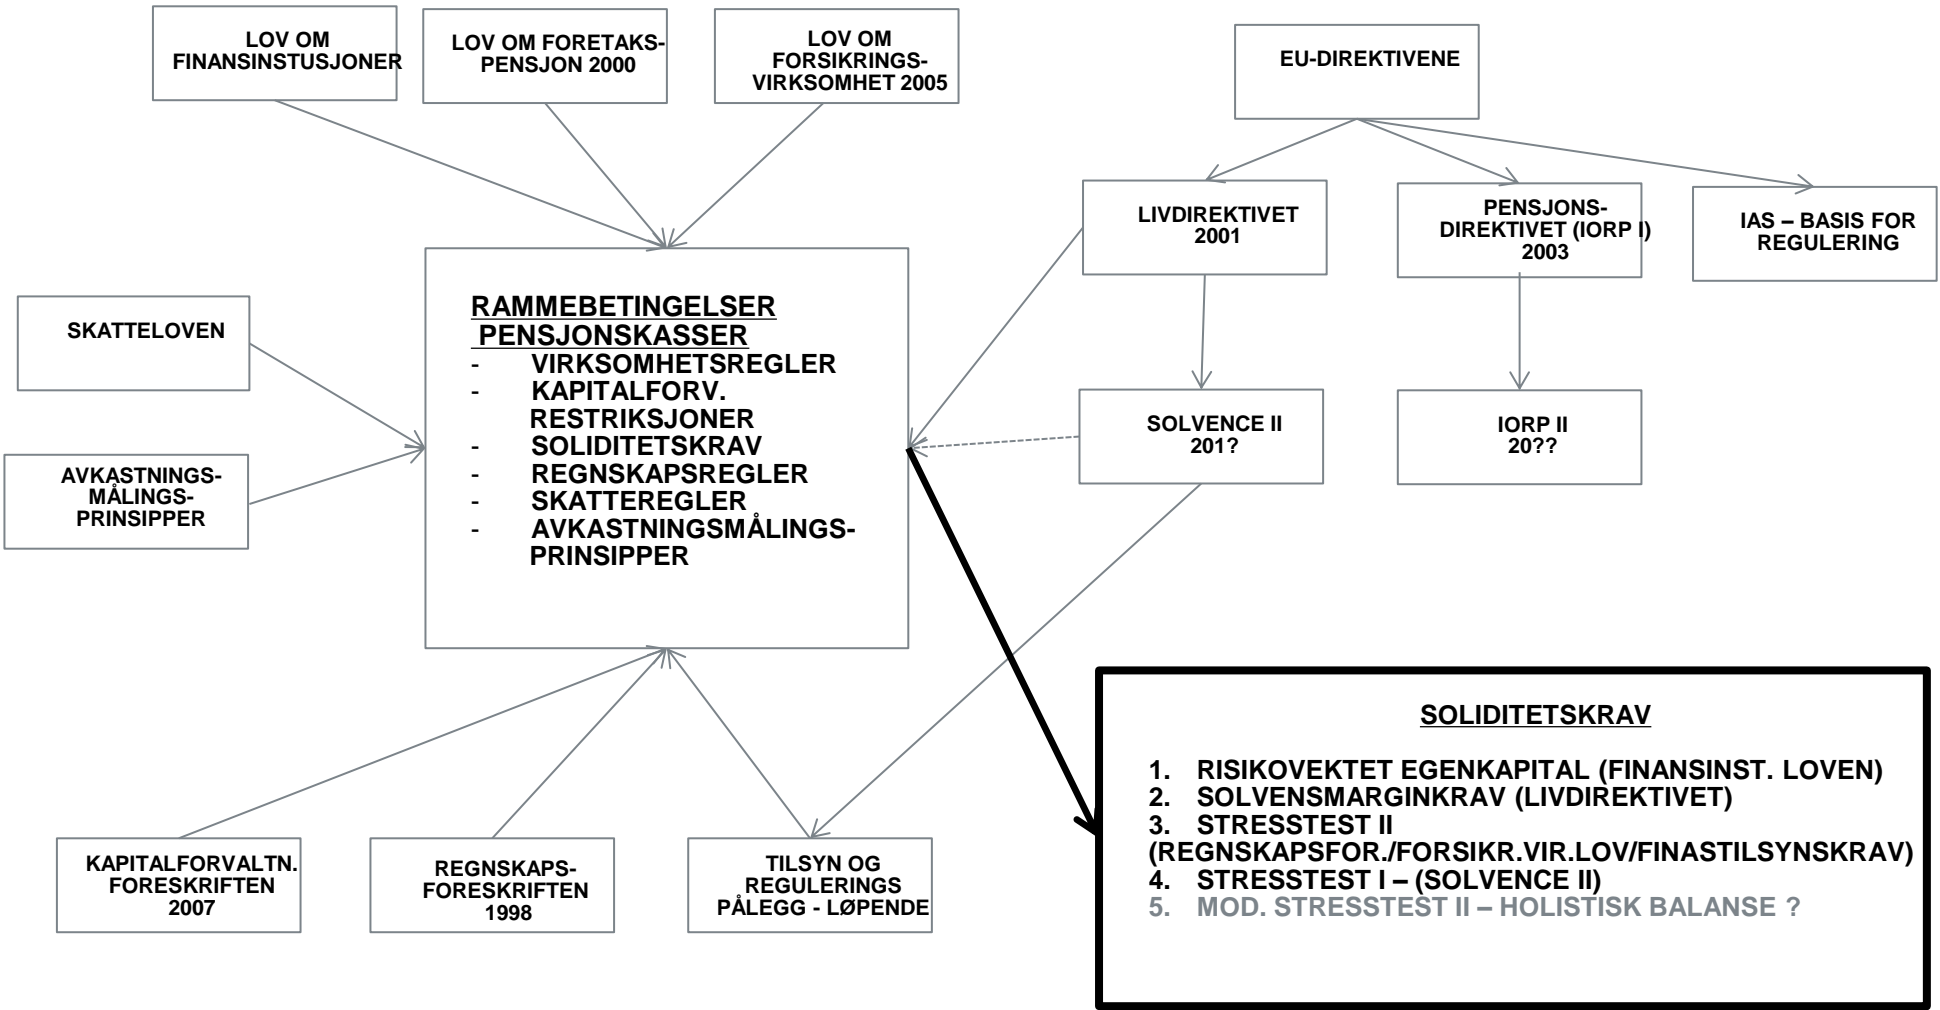 LOV OM
FINANSINSTUSJONER
LOV OM FORETAKS-
PENSJON 2000
LOV OM
FORSIKRINGS-
VIRKSOMHET 2005
EU-DIREKTIVENE
LIVDIREKTIVET
2001
PENSJONS-
DIREKTIVET (IORP I)
2003
IAS – BASIS FOR
REGULERING
SKATTELOVEN
AVKASTNINGS-
MÅLINGS-
PRINSIPPER
RAMMEBETINGELSER
PENSJONSKASSER
- VIRKSOMHETSREGLER
- KAPITALFORV.
RESTRIKSJONER
- SOLIDITETSKRAV
- REGNSKAPSREGLER
- SKATTEREGLER
- AVKASTNINGSMÅLINGS-
PRINSIPPER
SOLVENCE II
201?
IORP II
20??
KAPITALFORVALTN.
FORESKRIFTEN
2007
REGNSKAPS-
FORESKRIFTEN
1998
TILSYN OG
REGULERINGS
PÅLEGG - LØPENDE
SOLIDITETSKRAV
1. RISIKOVEKTET EGENKAPITAL (FINANSINST. LOVEN)
2. SOLVENSMARGINKRAV (LIVDIREKTIVET)
3. STRESSTEST II
(REGNSKAPSFOR./FORSIKR.VIR.LOV/FINASTILSYNSKRAV)
4. STRESSTEST I – (SOLVENCE II)
5. MOD. STRESSTEST II – HOLISTISK BALANSE ?